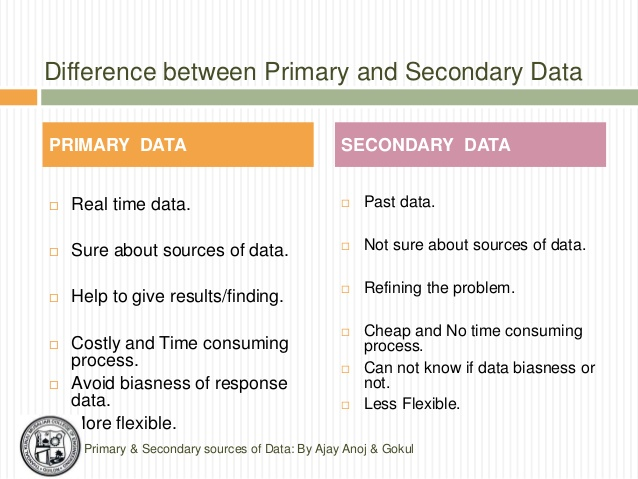 Difference between Primary and Secondary Data
PRIMARY DATA
Real time data.
Sure about sources of data.
Help to give results/finding.
Costly and Time consuming
process.
Avoid biasness of response
data.
More flexible.
SECONDARY DATA
Past data.
Not sure about sources of data.
Refining the problem.
Cheap and No time consuming
process.
Can not know if data biasness or
not.
Less Flexible.
Primary & Secondary sources of Data: By Ajay Anoj & Gokul